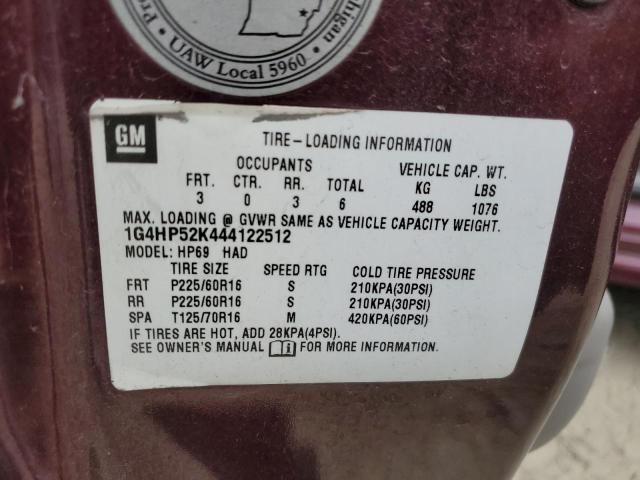 higan
Pro
UAW Local 5960
GM
TIRE-LOADING INFORMATION
OCCUPANTS VEHICLE CAP. WT.
FRT. CTR. RR. TOTAL KG LBS
3 0 3 6 488 1076
MAX. LOADING @ GVWR SAME AS VEHICLE CAPACITY WEIGHT.
1G4HP52K444122512
MODEL: HP69 HAD
TIRE SIZE SPEED RTG COLD TIRE PRESSURE
FRT P225/60R16 S 210KPA(30PSI)
RR P225/60R16 S 210KPA(30PSI)
SPA T125/70R16 M 420KPA(60PSI)
IF TIRES ARE HOT, ADD 28KPA(4PSI).
SEE OWNER'S MANUAL FOR MORE INFORMATION.